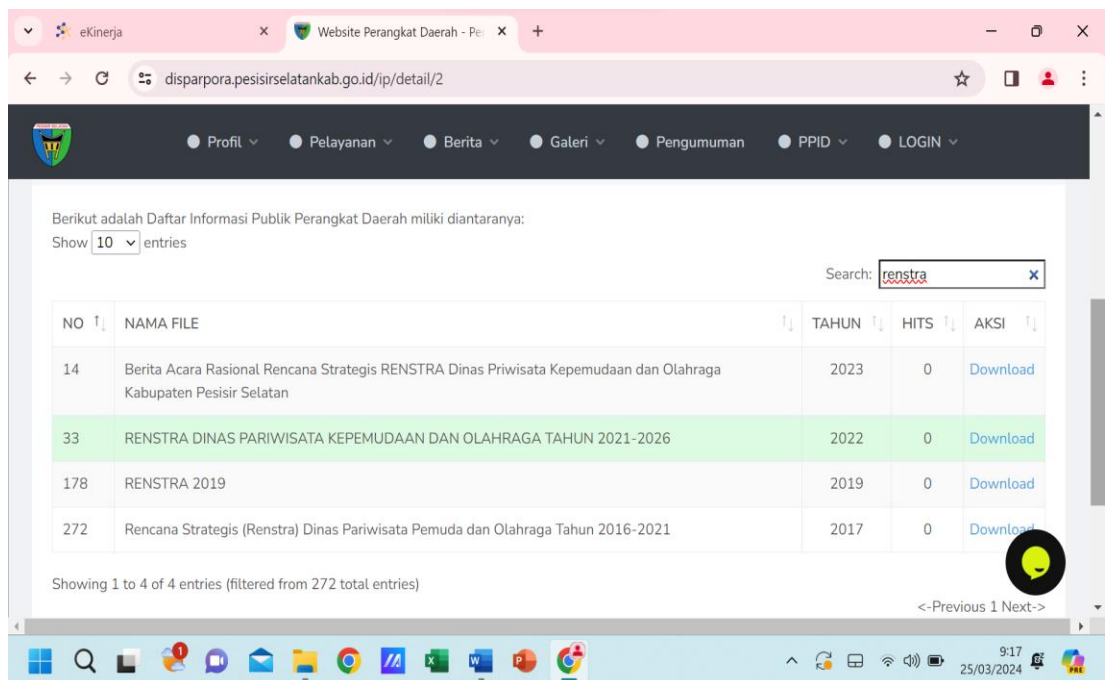 eKinerja
Website Perangkat Daerah - Pe
disparpora.pesisirselatankab.go.id/ip/detail/2
Profil Pelayanan Berita Galeri Pengumuman PPID LOGIN
Berikut adalah Daftar Informasi Publik Perangkat Daerah miliki diantaranya:
Show 10 entries
Search: renstra
NO NAMA FILE TAHUN HITS AKSI
14 Berita Acara Rasional Rencana Strategis RENSTRA Dinas Priwisata Kepemudaan dan Olahraga 2023 0 Download
Kabupaten Pesisir Selatan
33 RENSTRA DINAS PARIWISATA KEPEMUDAAN DAN OLAHRAGA TAHUN 2021-2026 2022 0 Download
178 RENSTRA 2019 2019 0 Download
272 Rencana Strategis (Renstra) Dinas Pariwisata Pemuda dan Olahraga Tahun 2016-2021 2017 0 Download
Showing 1 to 4 of 4 entries (filtered from 272 total entries)
<-Previous 1 Next->
9:17
25/03/2024